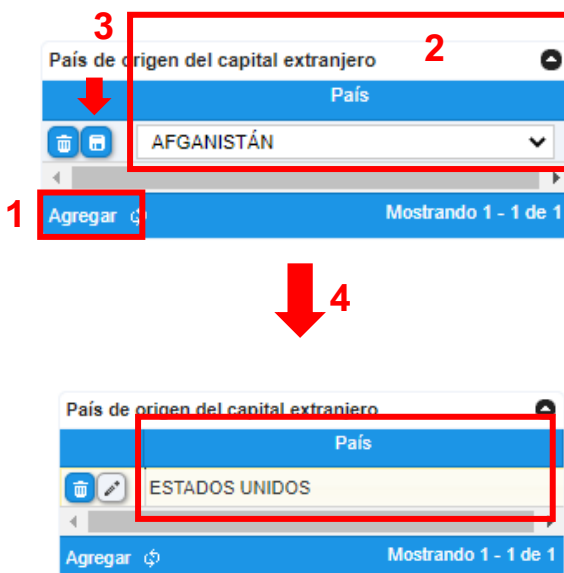 3
País de origen del capital extranjero
2
País
AFGANISTÁN
1
Agregar
Mostrando 1 - 1 de 1
4
País de origen del capital extranjero
País
ESTADOS UNIDOS
Agregar
Mostrando 1 - 1 de 1